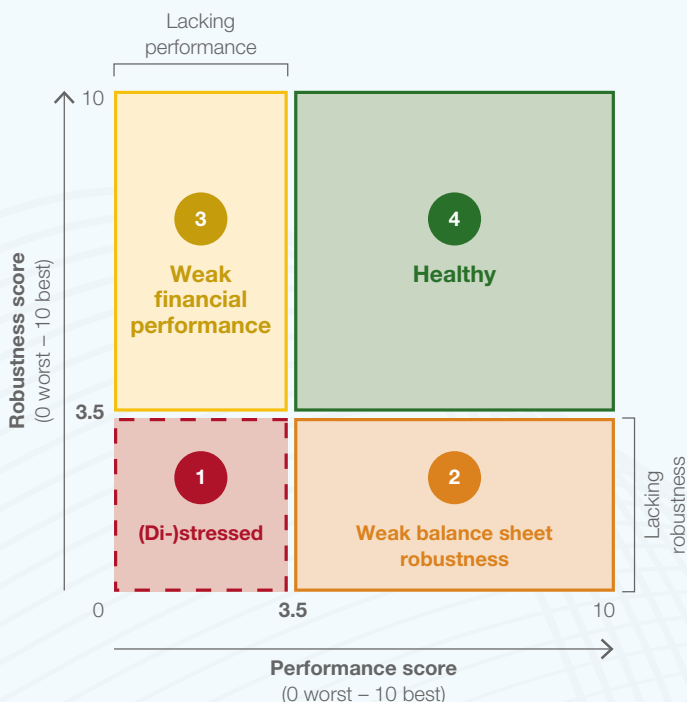 Lacking
performance
10
3
Weak
financial
performance
4
Healthy
Robustness score
(0 worst – 10 best)
3.5
1
(Di-)stressed
2
Weak balance sheet
robustness
Lacking
robustness
0
3.5
10
Performance score
(0 worst – 10 best)